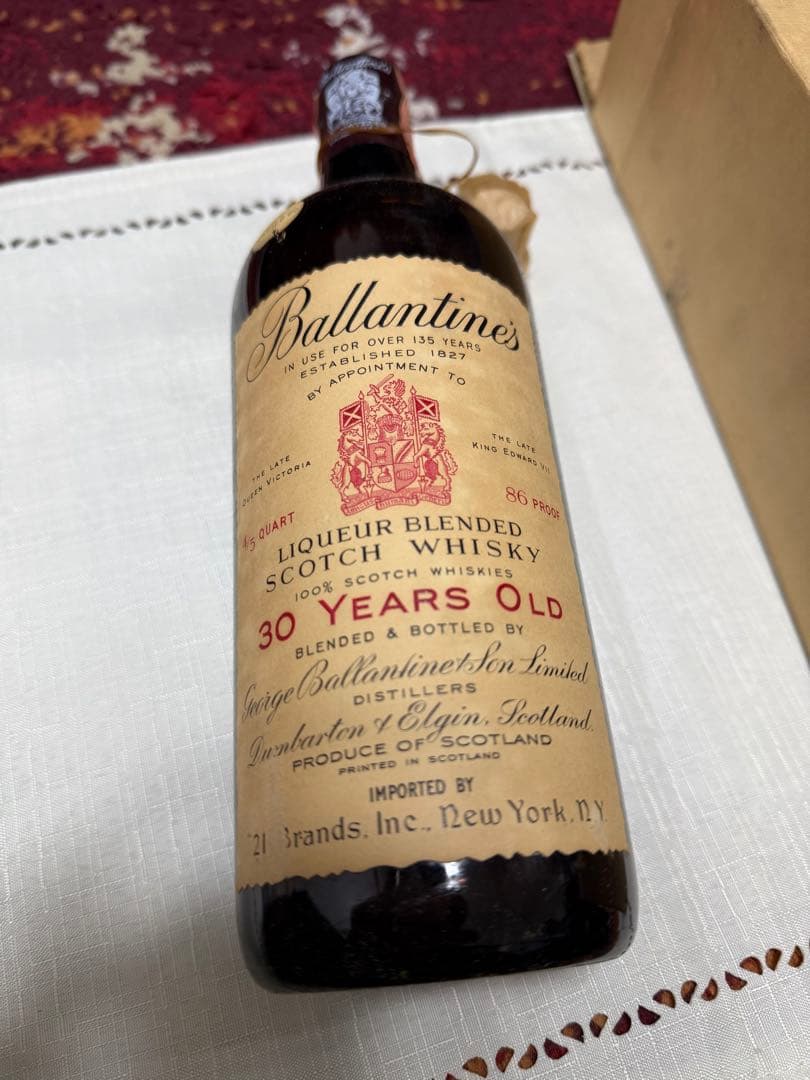 Ballantine's
IN USE FOR OVER 135 YEARS
ESTABLISHED 1827
BY APPOINTMENT TO
THE LATE
QUEEN VICTORIA
THE LATE
KING EDWARD VII
4/5 QUART
86 PROOF
LIQUEUR BLENDED
SCOTCH WHISKY
100% SCOTCH WHISKIES
30 YEARS OLD
BLENDED & BOTTLED BY
George Ballantine & Son Limited
DISTILLERS
Dumbarton & Elgin, Scotland.
PRODUCE OF SCOTLAND
PRINTED IN SCOTLAND
IMPORTED BY
"21" Brands, Inc., New York, N.Y.